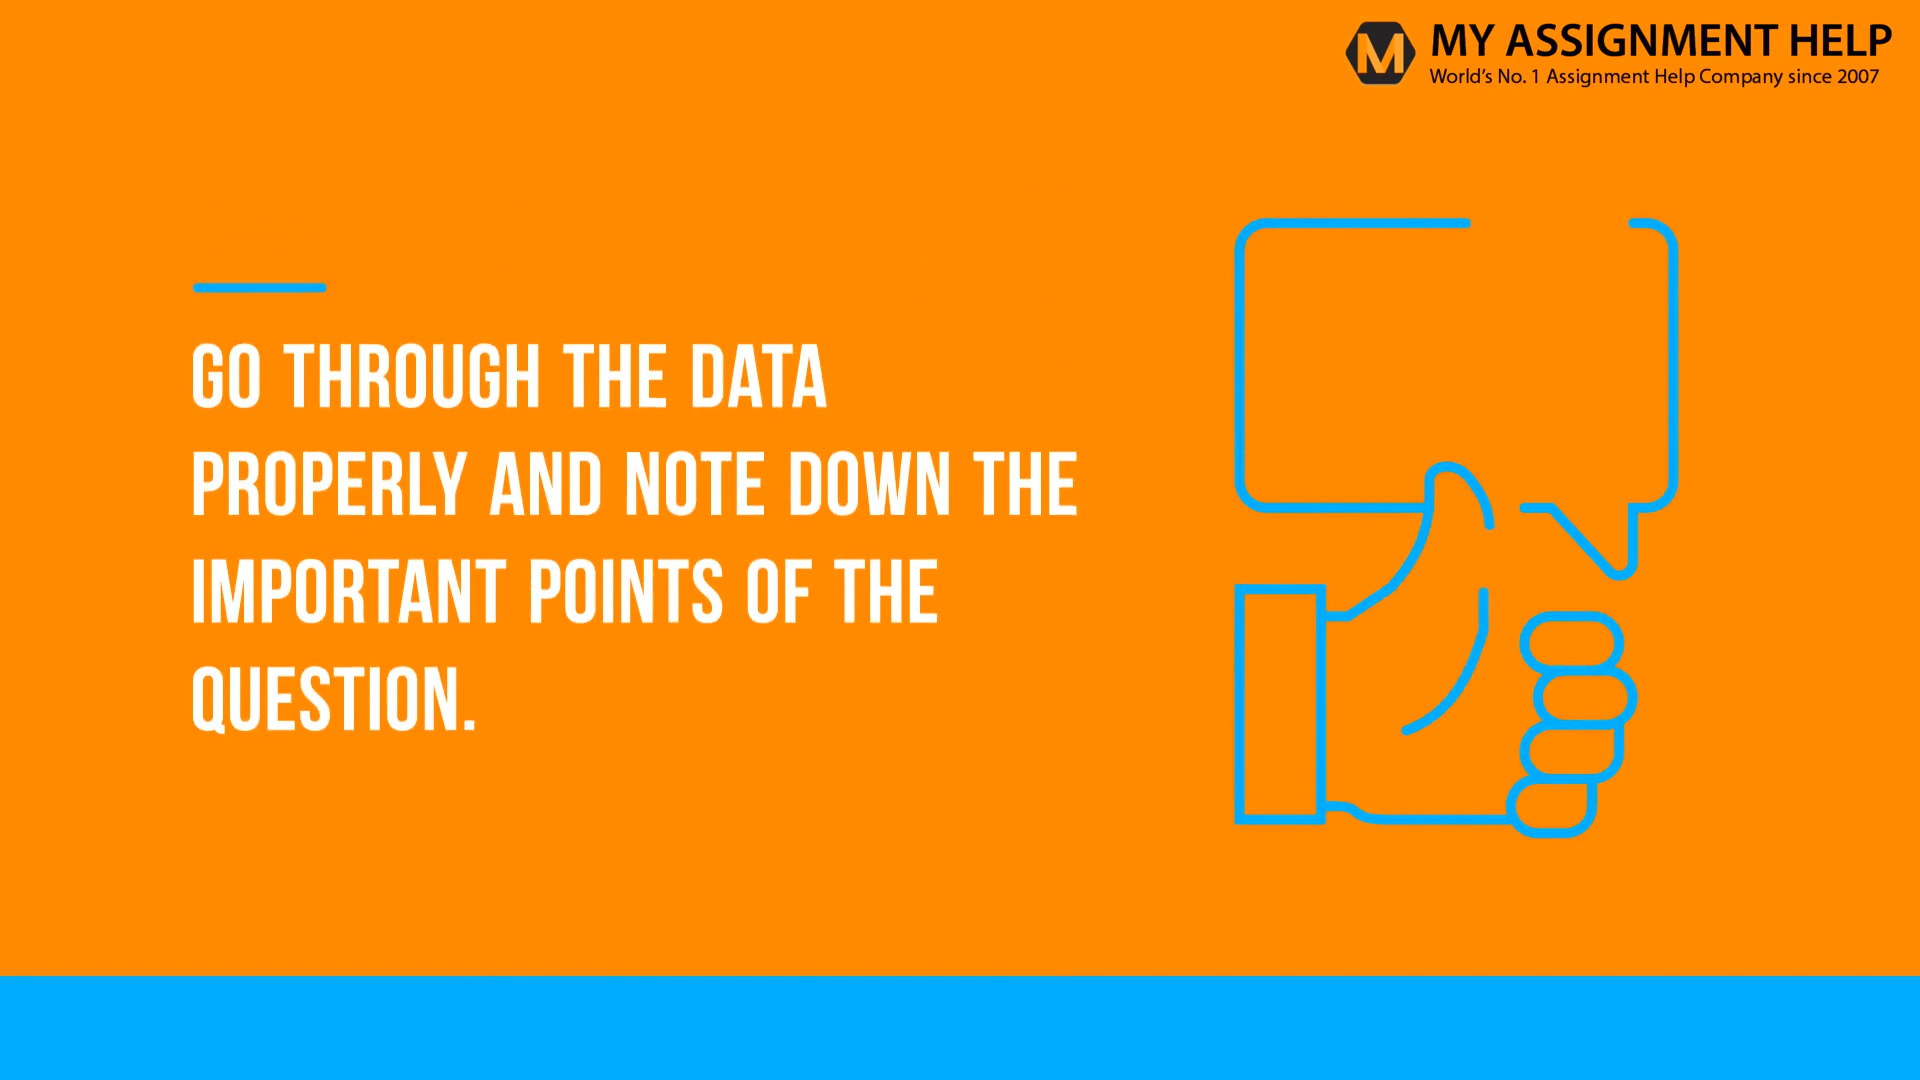 MY ASSIGNMENT HELP
World's No. 1 Assignment Help Company since 2007
GO THROUGH THE DATA
PROPERLY AND NOTE DOWN THE
IMPORTANT POINTS OF THE
QUESTION.